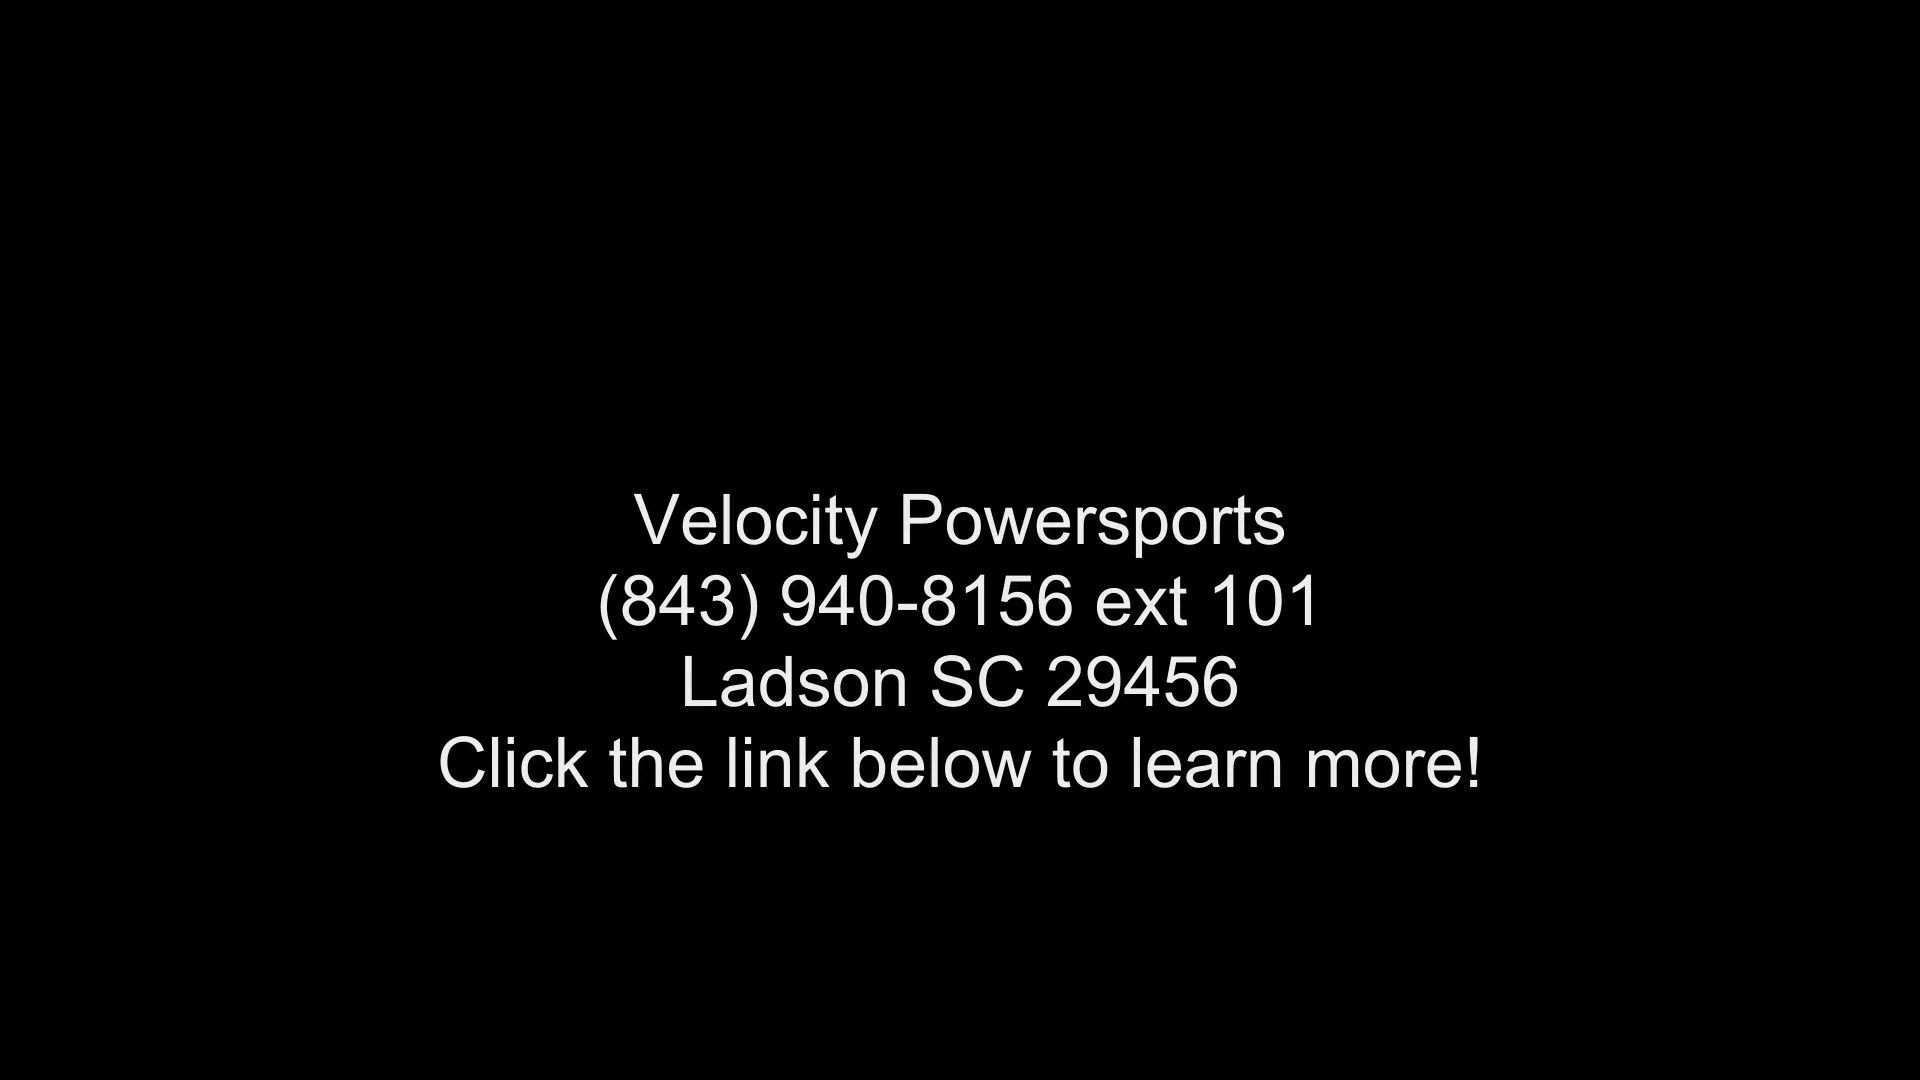 Velocity Powersports
(843) 940-8156 ext 101
Ladson SC 29456
Click the link below to learn more!